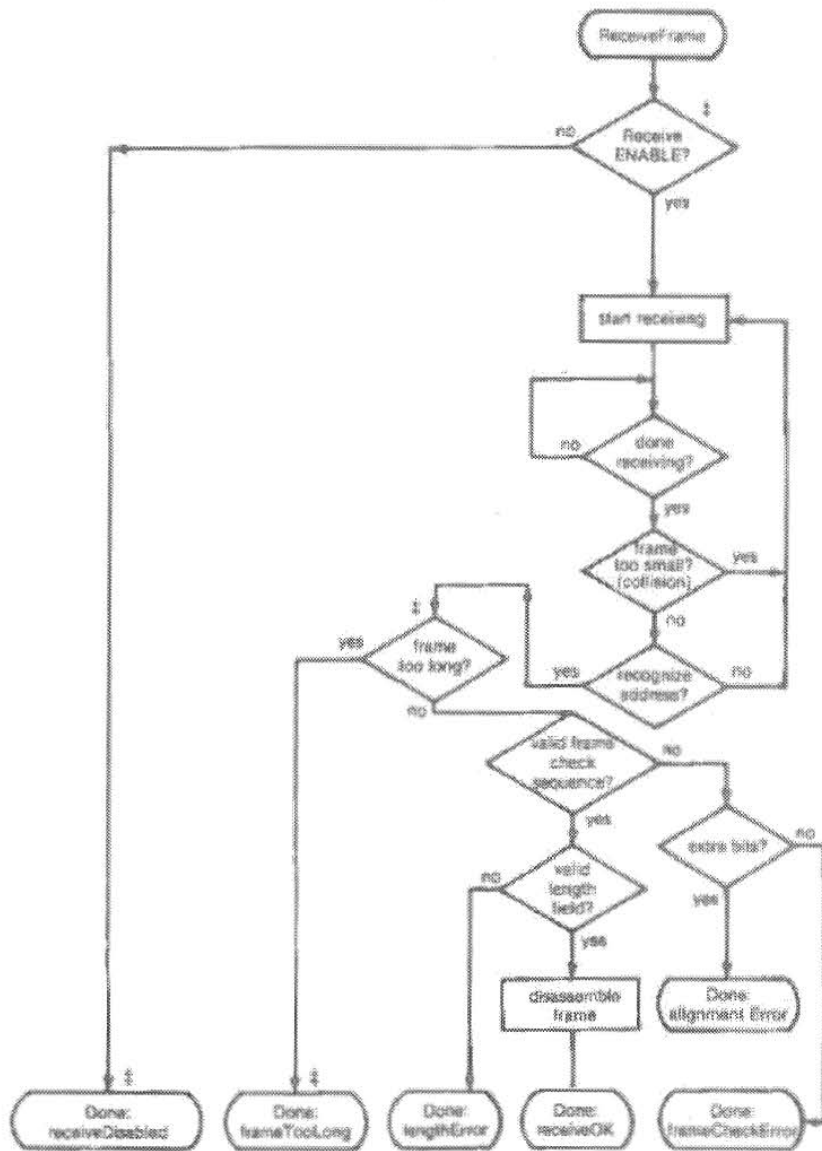 ReceiveFrame
‡
no
Receive
ENABLE?
yes
start receiving
no
done
receiving?
yes
frame
too small?
(collision)
yes
no
‡
yes
frame
too long?
yes
recognize
address?
no
no
valid frame
check
sequence?
no
yes
extra bits?
no
no
valid
length
field?
yes
yes
disassemble
frame
Done:
alignment Error
‡
‡
Done:
receiveDisabled
Done:
frameTooLong
Done:
lengthError
Done:
receiveOK
Done:
frameCheckError